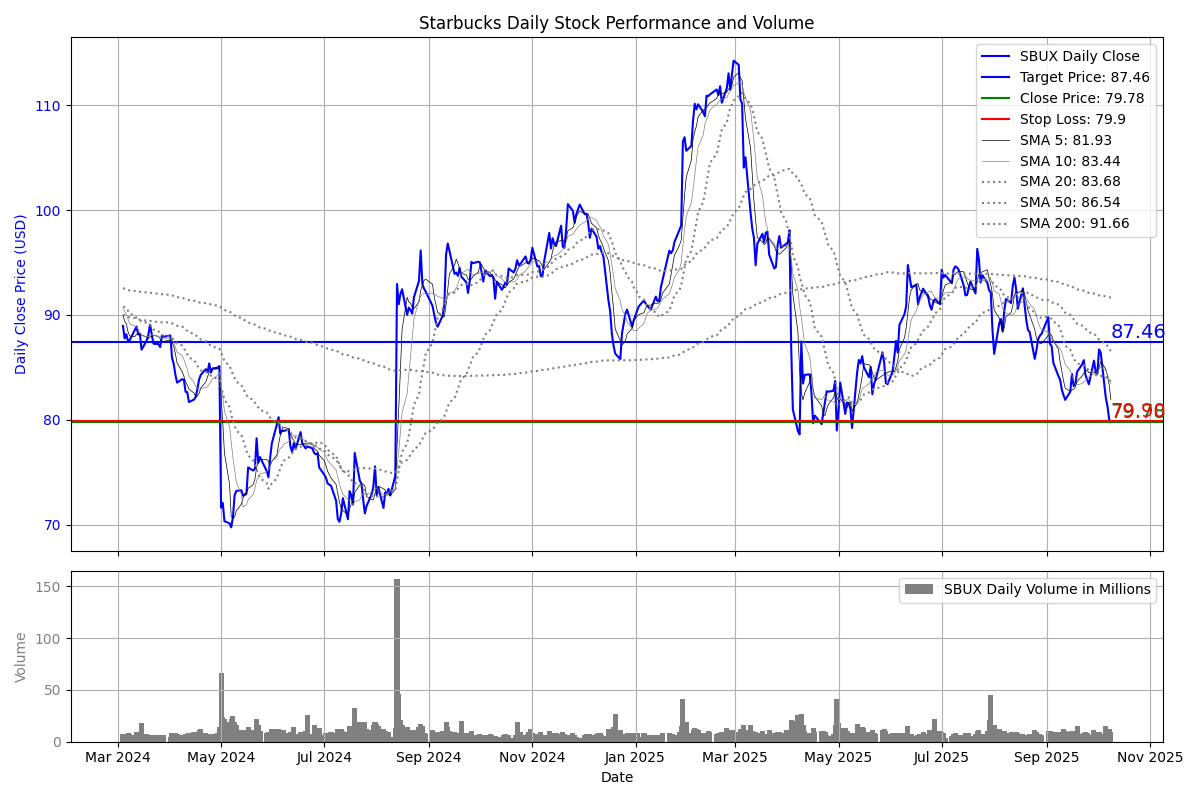 Starbucks Daily Stock Performance and Volume
Daily Close Price (USD)
110
100
90
80
70
SBUX Daily Close
Target Price: 87.46
Close Price: 79.78
Stop Loss: 79.9
SMA 5: 81.93
SMA 10: 83.44
SMA 20: 83.68
SMA 50: 86.54
SMA 200: 91.66
87.46
79.90
79.78
Volume
150
100
50
0
SBUX Daily Volume in Millions
Mar 2024 May 2024 Jul 2024 Sep 2024 Nov 2024 Jan 2025 Mar 2025 May 2025 Jul 2025 Sep 2025 Nov 2025
Date